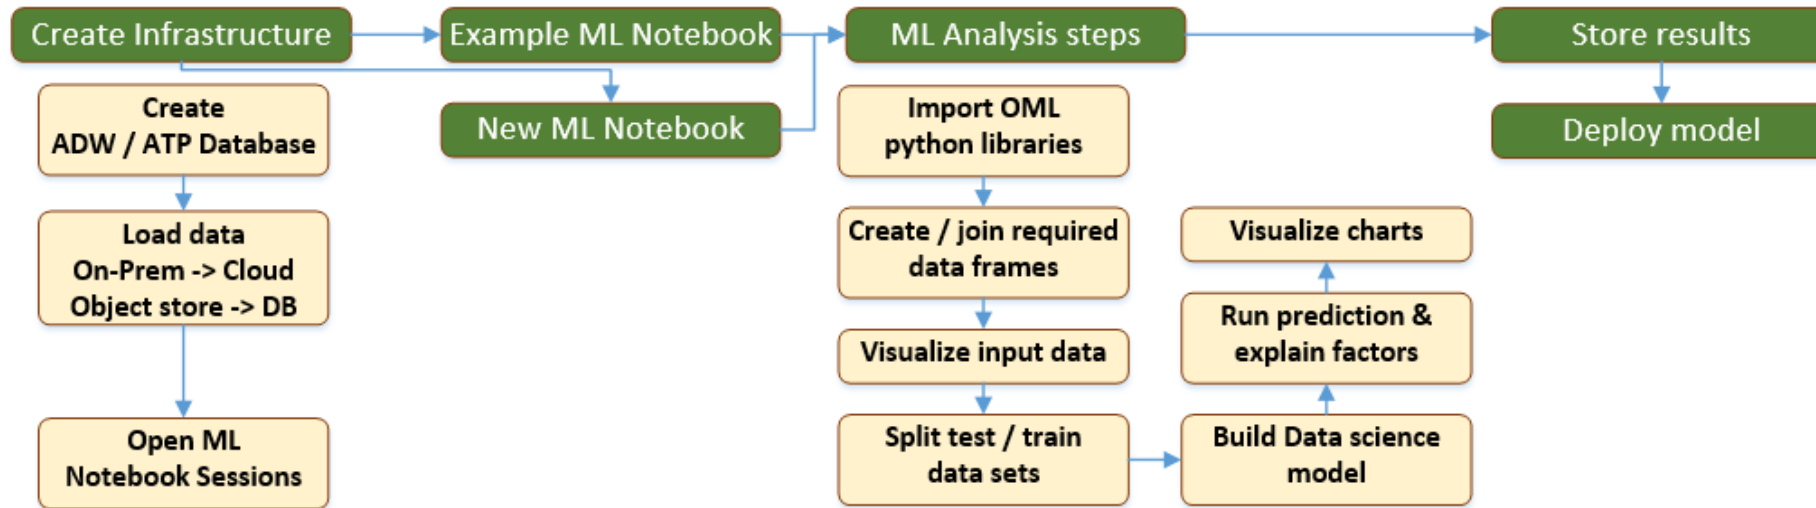 Create Infrastructure
Example ML Notebook
ML Analysis steps
Store results
New ML Notebook
Deploy model
Create
ADW / ATP Database
Load data
On-Prem -> Cloud
Object store -> DB
Open ML
Notebook Sessions
Import OML
python libraries
Create / join required
data frames
Visualize input data
Split test / train
data sets
Build Data science
model
Run prediction &
explain factors
Visualize charts